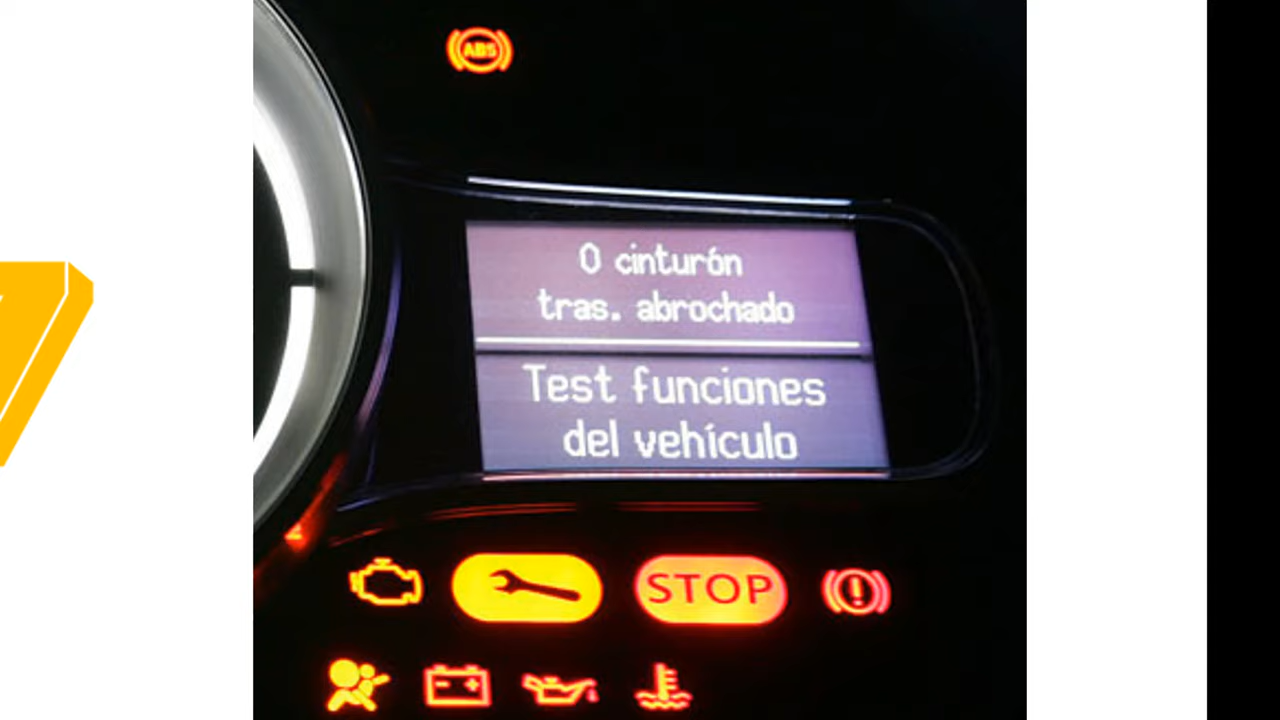 ABS
0 cinturón
tras. abrochado
Test funciones
del vehículo
STOP